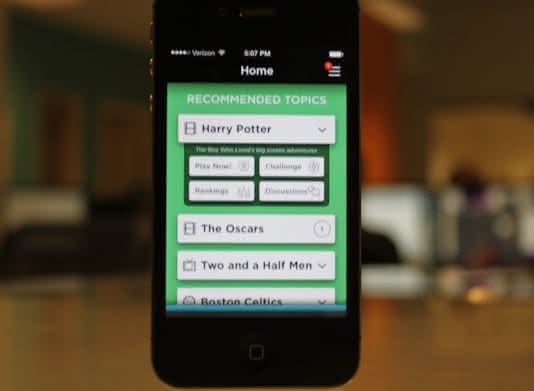 Verizon 5:07 PM
Home
1
RECOMMENDED TOPICS
Harry Potter
The Boy Who Lived's big screen adventures
Play Now! Challenge
Rankings Discussions
The Oscars
Two and a Half Men
Boston Celtics